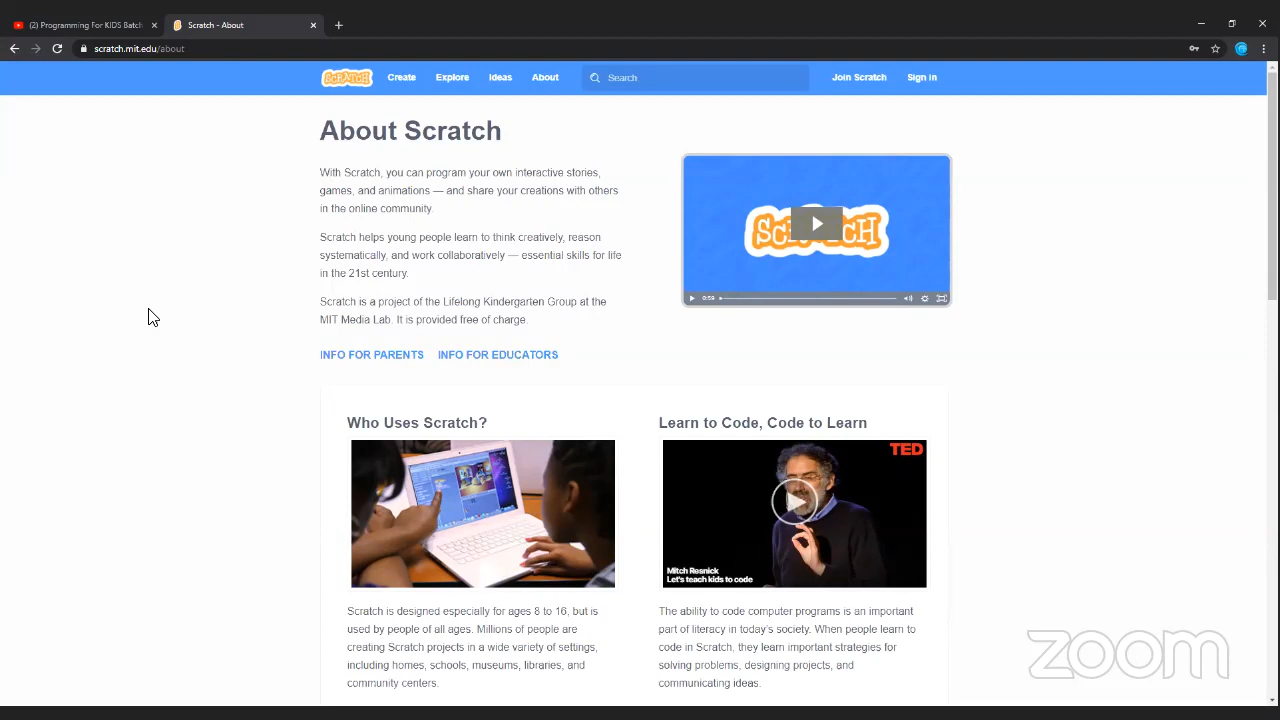 (2) Programming For KIDS Batch
Scratch - About
scratch.mit.edu/about
SCRATCH
Create
Explore
Ideas
About
Search
Join Scratch
Sign in
About Scratch
With Scratch, you can program your own interactive stories,
games, and animations — and share your creations with others
in the online community.
Scratch helps young people learn to think creatively, reason
systematically, and work collaboratively — essential skills for life
in the 21st century.
Scratch is a project of the Lifelong Kindergarten Group at the
MIT Media Lab. It is provided free of charge.
INFO FOR PARENTS
INFO FOR EDUCATORS
SCRATCH
0:59
Who Uses Scratch?
Scratch is designed especially for ages 8 to 16, but is
used by people of all ages. Millions of people are
creating Scratch projects in a wide variety of settings,
including homes, schools, museums, libraries, and
community centers.
Learn to Code, Code to Learn
TED
Mitch Resnick
Let's teach kids to code
The ability to code computer programs is an important
part of literacy in today's society. When people learn to
code in Scratch, they learn important strategies for
solving problems, designing projects, and
communicating ideas.
zoom